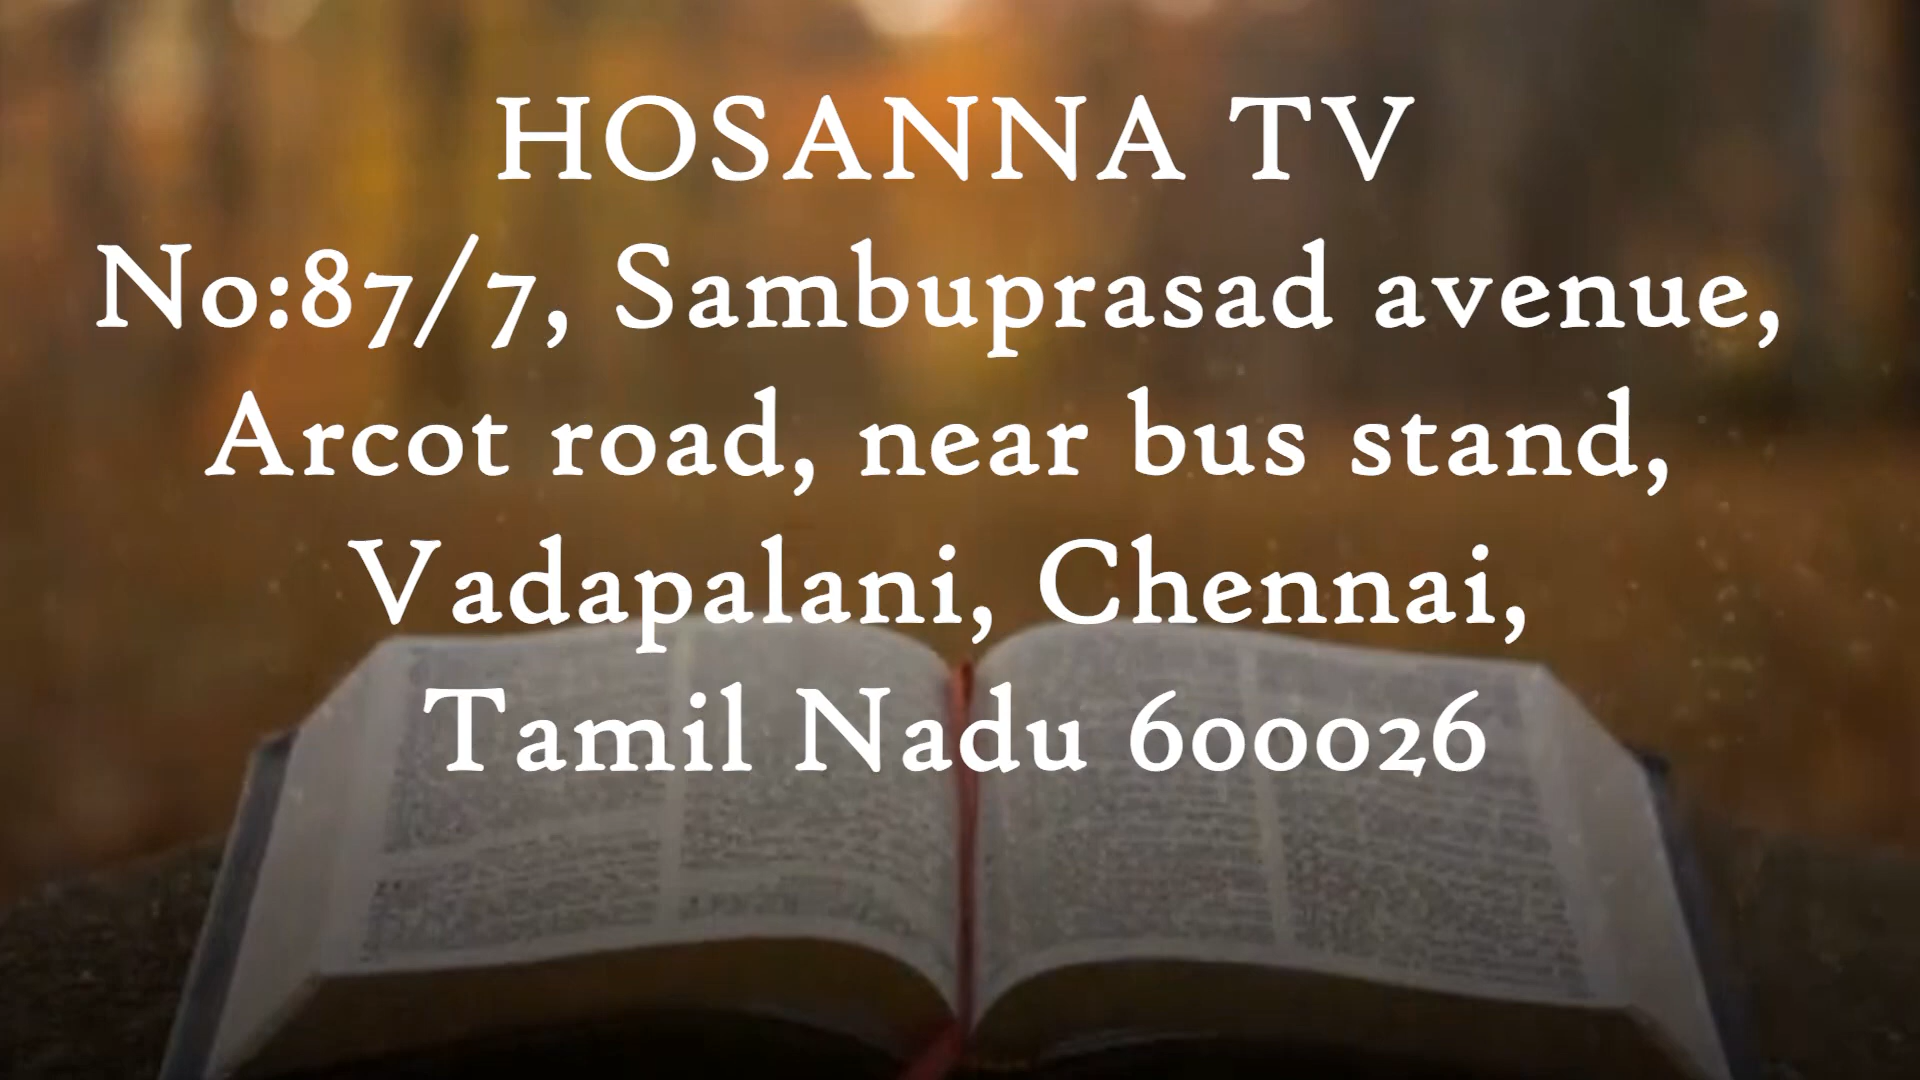 HOSANNA TV
No:87/7, Sambuprasad avenue,
Arcot road, near bus stand,
Vadapalani, Chennai,
Tamil Nadu 600026